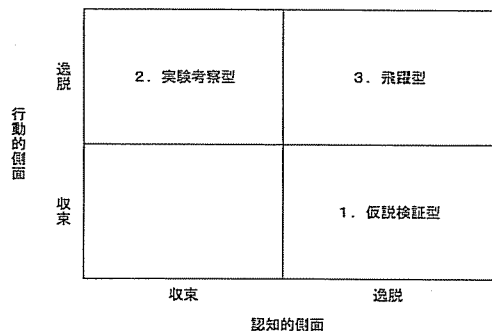 逸脱
2. 実験考察型
3. 飛躍型
行動的側面
収束
1. 仮説検証型
収束
逸脱
認知的側面